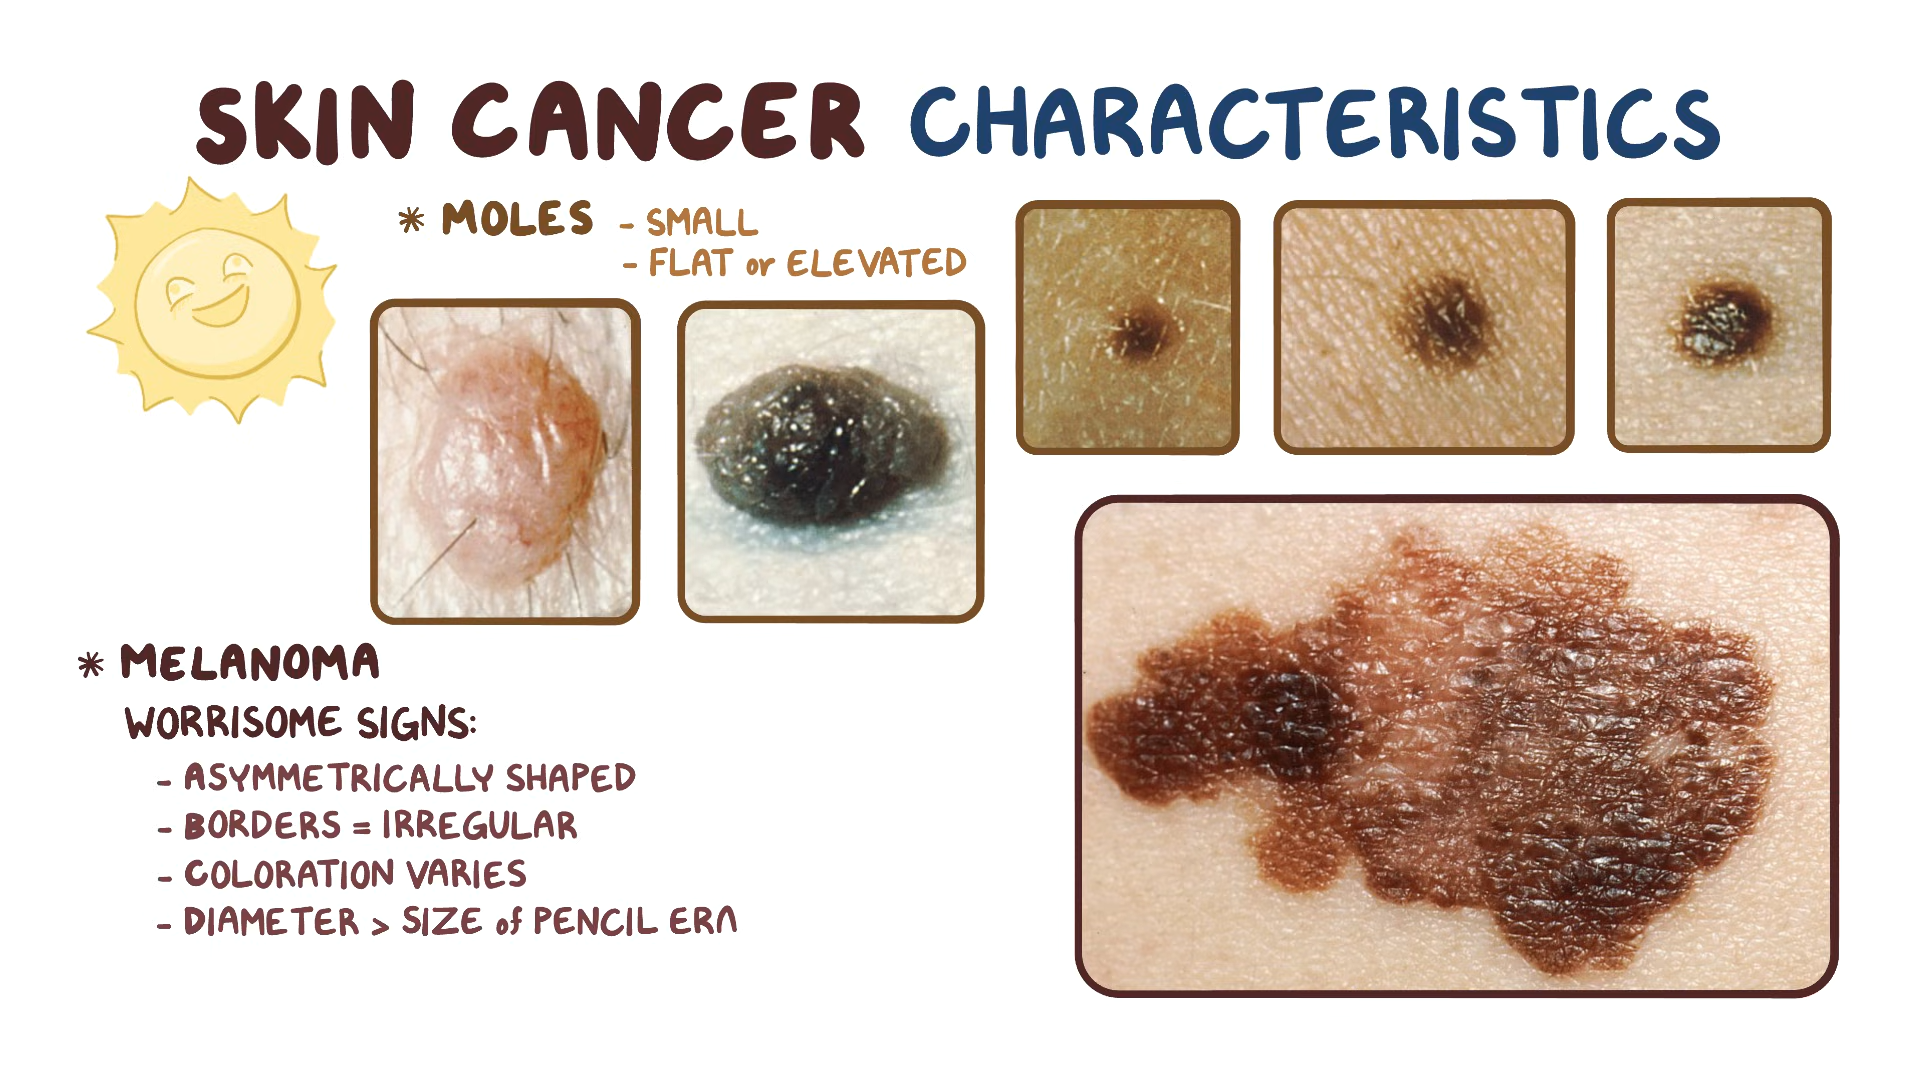 SKIN CANCER CHARACTERISTICS
* MOLES - SMALL
- FLAT or ELEVATED
* MELANOMA
WORRISOME SIGNS:
- ASYMMETRICALLY SHAPED
- BORDERS = IRREGULAR
- COLORATION VARIES
- DIAMETER > SIZE of PENCIL